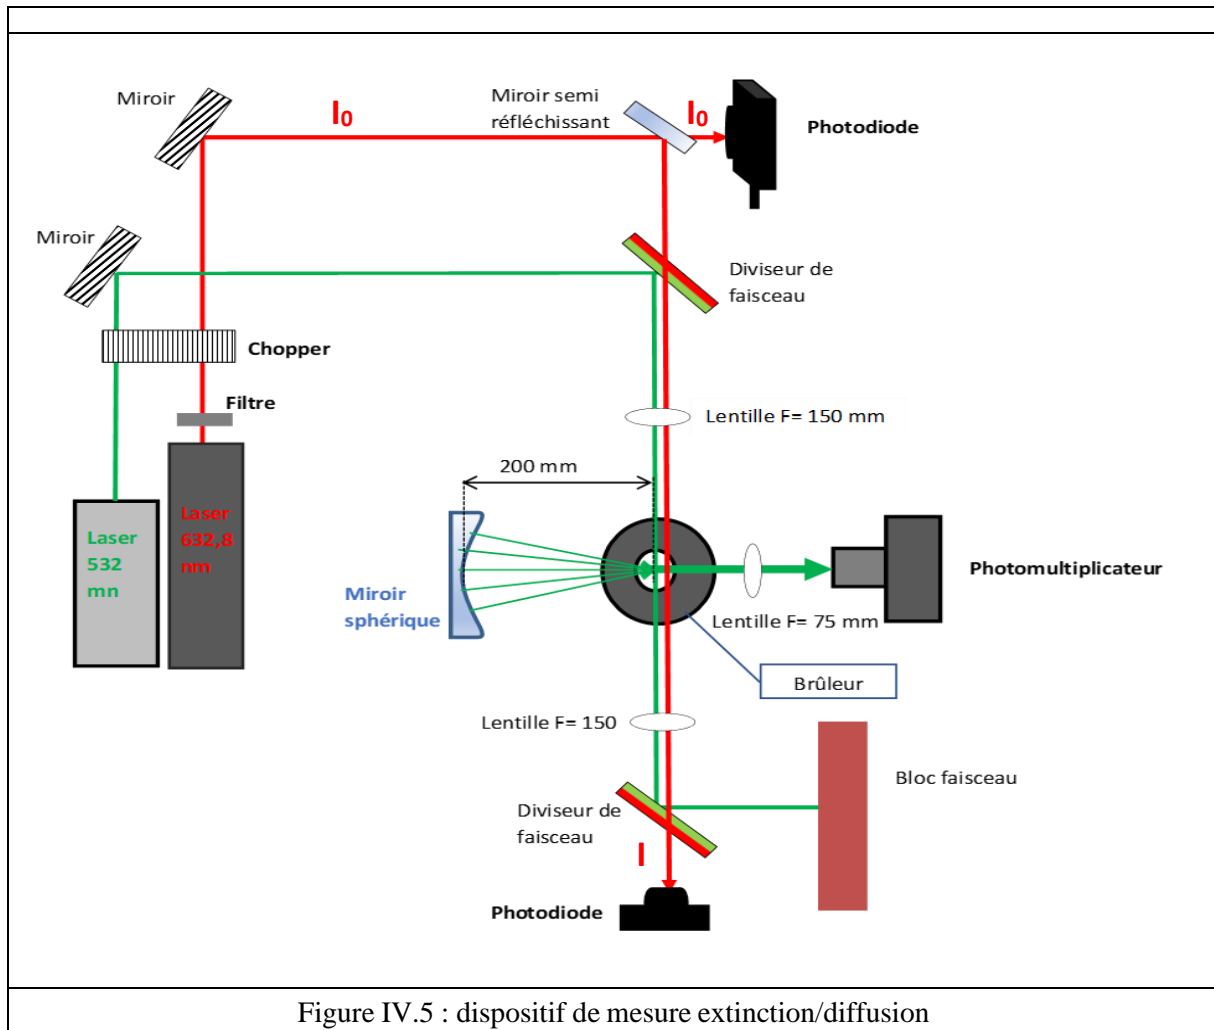 Miroir
I₀
Miroir semi
réfléchissant
I₀
Photodiode
Miroir
Diviseur de
faisceau
Chopper
Filtre
Lentille F= 150 mm
200 mm
Laser
532
mn
Laser
632,8
nm
Miroir
sphérique
Photomultiplicateur
Lentille F= 75 mm
Brûleur
Lentille F= 150
Bloc faisceau
Diviseur de
faisceau
I
Photodiode
Figure IV.5 : dispositif de mesure extinction/diffusion